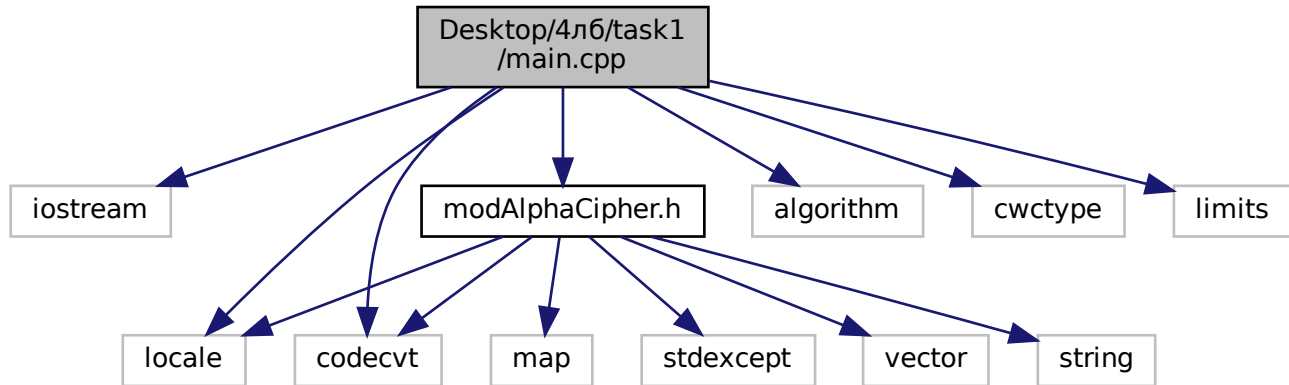 Desktop/4лб/task1
/main.cpp
iostream
modAlphaCipher.h
algorithm
cwctype
limits
locale
codecvt
map
stdexcept
vector
string